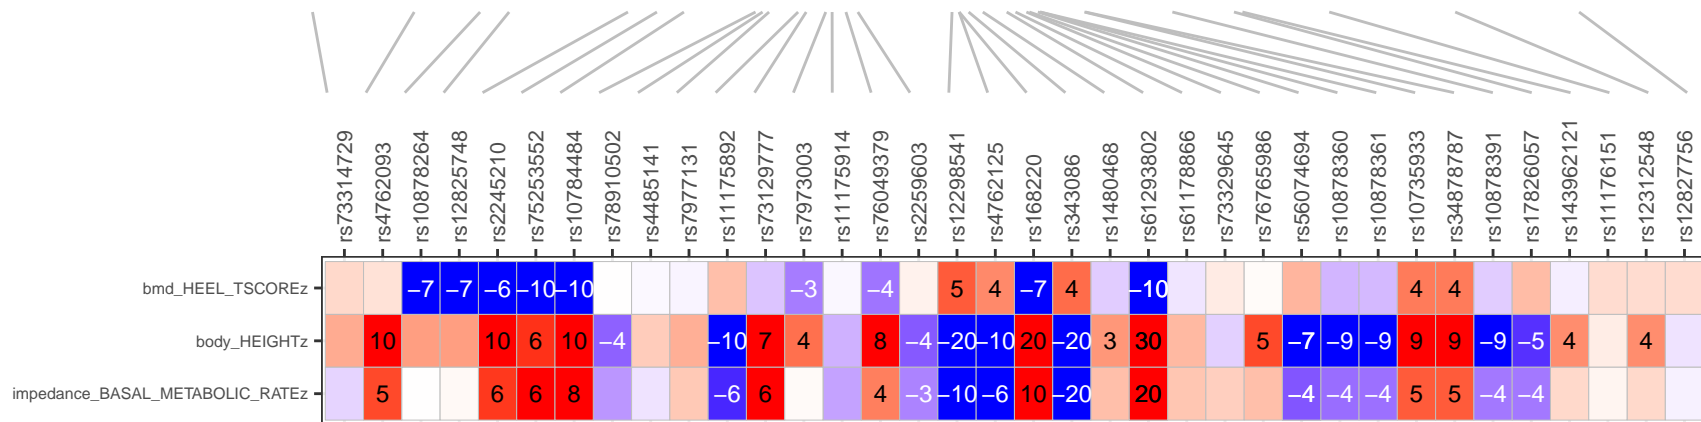 rs73314729 rs4762093 rs10878264 rs12825748 rs2245210 rs75253552 rs10784484 rs78910502 rs4485141 rs7977131 rs111175892 rs73129777 rs7973003 rs111175914 rs76049379 rs2259603 rs12298541 rs4762125 rs168220 rs343086 rs1480468 rs61293802 rs61178866 rs73329645 rs76765986 rs56074694 rs10878360 rs10878361 rs10735933 rs34878787 rs10878391 rs17826057 rs143962121 rs11176151 rs12312548 rs12827756
bmd_HEEL_TSCOREz −7 −7 −6 −10 −10 −3 −4 5 4 −7 4 −10 4 4
body_HEIGHTz 10 10 6 10 −4 −10 7 4 8 −4 −20 −10 20 −20 3 30 5 −7 −9 −9 9 9 −9 −5 4 4
impedance_BASAL_METABOLIC_RATEz 5 6 6 8 −6 6 4 −3 −10 −6 10 −20 20 −4 −4 −4 5 5 −4 −4